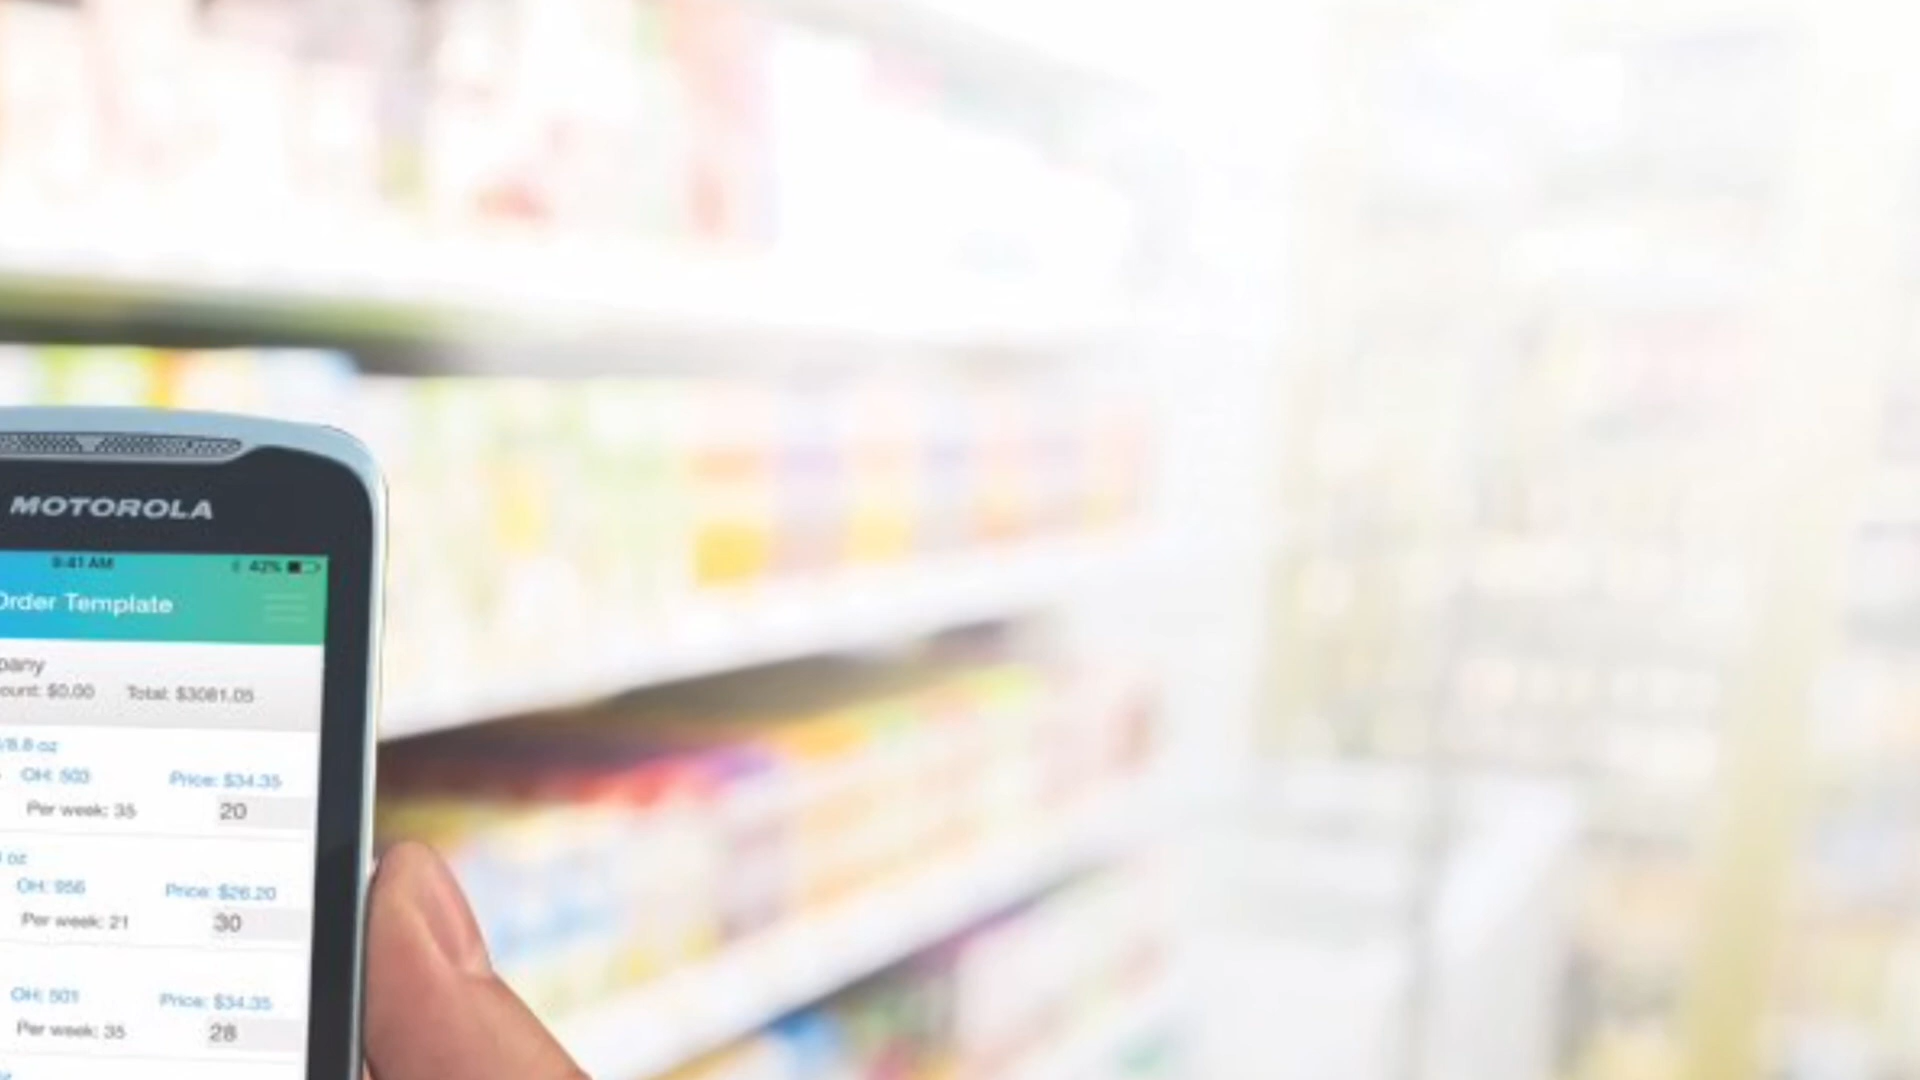 MOTOROLA
9:41 AM 42%
Order Template
pany
ount: $0.00 Total: $3081.05
/8.8 oz
OH: 503 Price: $34.35
Per week: 35 20
oz
OH: 956 Price: $26.20
Per week: 21 30
OH: 501 Price: $34.35
Per week: 35 28